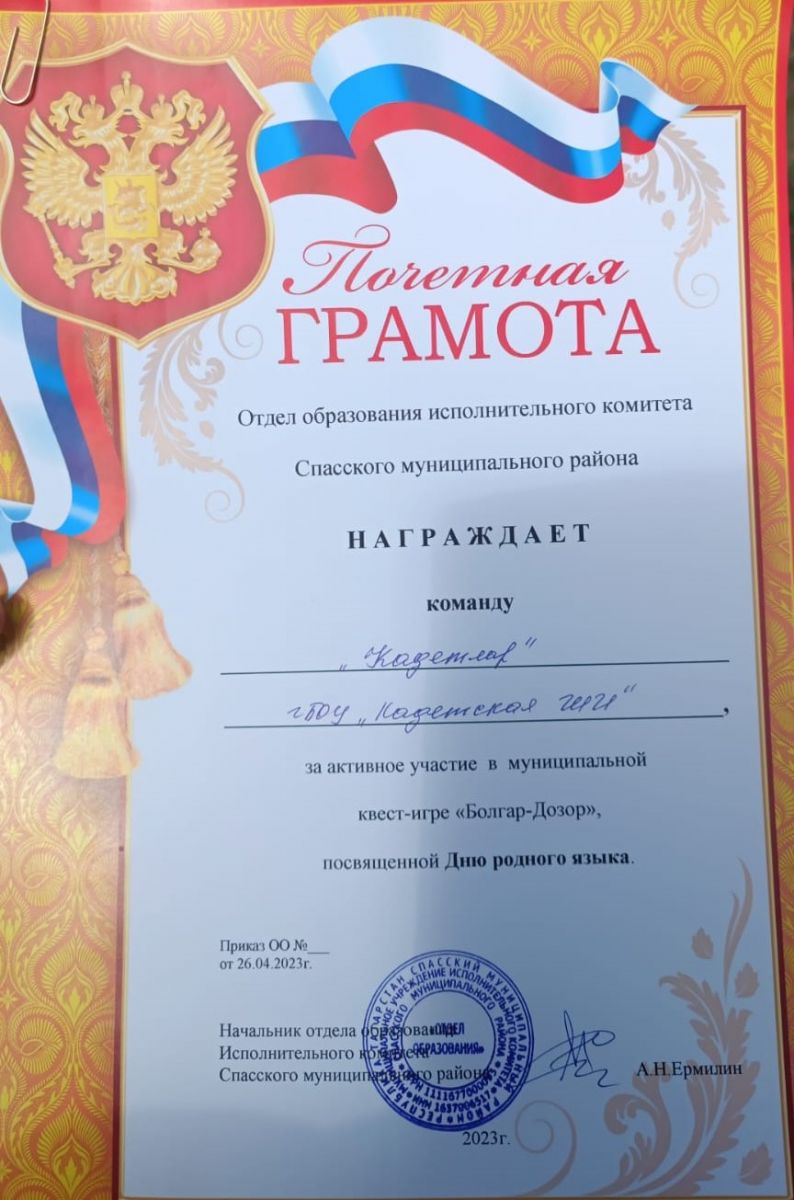 Почетная
ГРАМОТА
Отдел образования исполнительного комитета
Спасского муниципального района
НАГРАЖДАЕТ
команду
„Кадетлар"
ГБОУ „Кадетская
за активное участие в муниципальной
квест-игре «Болгар-Дозор»,
посвященной Дню родного языка.
Приказ ОО №___
от 26.04.2023г.
Начальник отдела образования
Исполнительного комитета
Спасского муниципального района
А.Н.Ермилин
«ОТДЕЛ
ОБРАЗОВАНИЯ»
2023г.